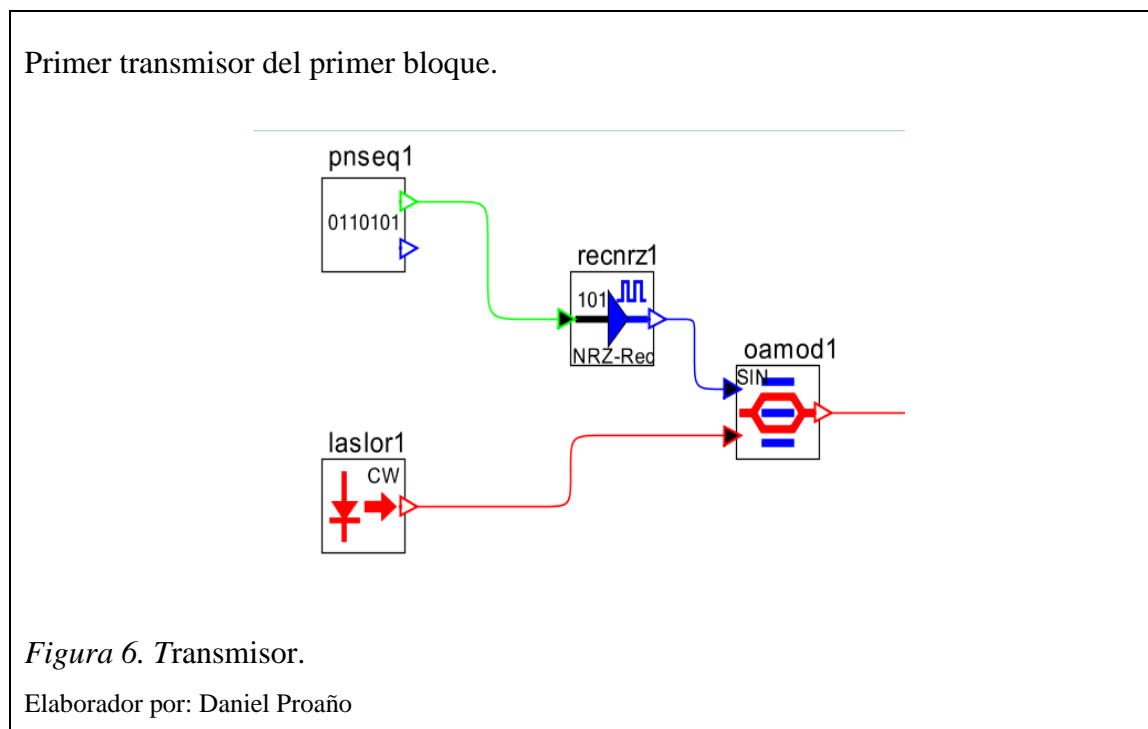 Primer transmisor del primer bloque.
pnseq1
0110101
recnrz1
101
NRZ-Rec
oamod1
SIN
laslor1
CW
Figura 6. Transmisor.
Elaborador por: Daniel Proaño